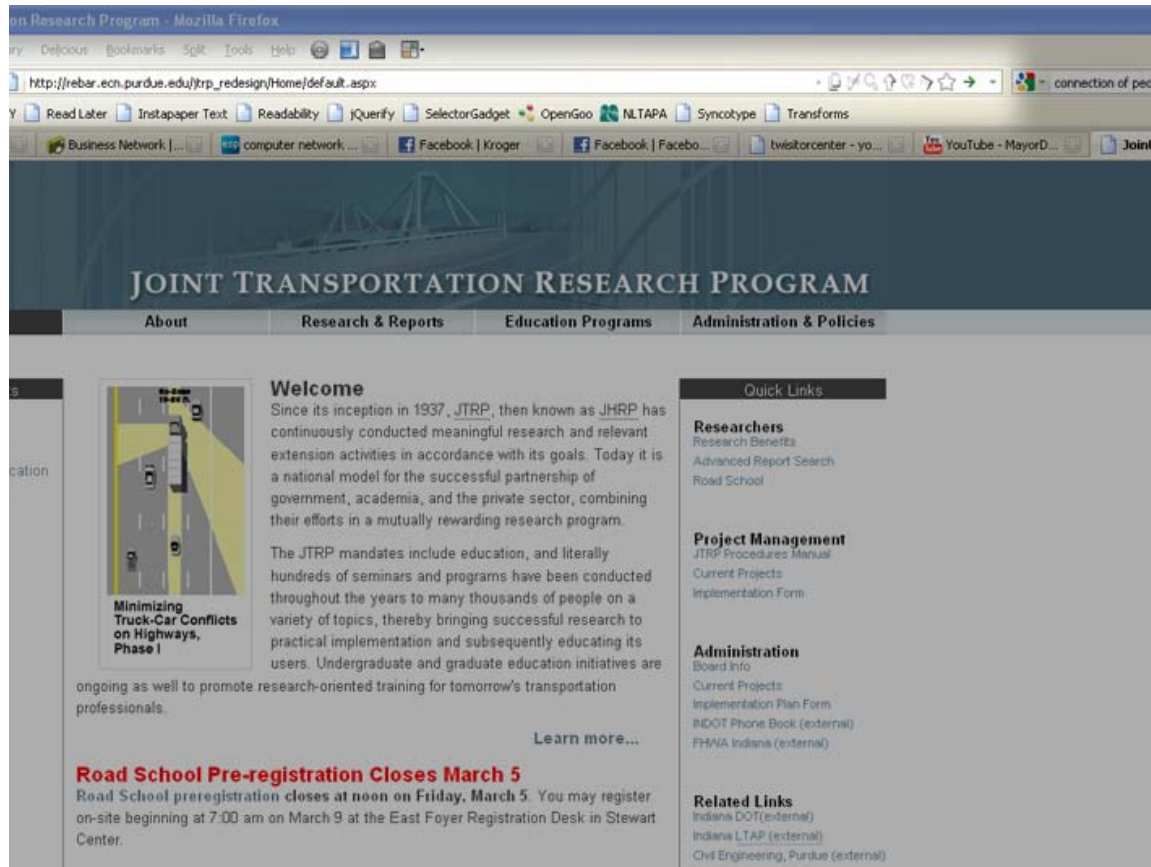 on Research Program - Mozilla Firefox
ry Delicious Bookmarks Split Tools Help
http://rebar.ecn.purdue.edu/jtrp_redesign/Home/default.aspx connection of peo
Y Read Later Instapaper Text Readability jQuerify SelectorGadget OpenGoo NLTAPA Syncotype Transforms
Business Network |... computer network ... Facebook | Kroger Facebook | Facebo... twisitorcenter - yo... YouTube - MayorD... Joint
JOINT TRANSPORTATION RESEARCH PROGRAM
About Research & Reports Education Programs Administration & Policies
s
cation
Minimizing
Truck-Car Conflicts
on Highways,
Phase I
Welcome
Since its inception in 1937, JTRP, then known as JHRP has
continuously conducted meaningful research and relevant
extension activities in accordance with its goals. Today it is
a national model for the successful partnership of
government, academia, and the private sector, combining
their efforts in a mutually rewarding research program.
The JTRP mandates include education, and literally
hundreds of seminars and programs have been conducted
throughout the years to many thousands of people on a
variety of topics, thereby bringing successful research to
practical implementation and subsequently educating its
users. Undergraduate and graduate education initiatives are
ongoing as well to promote research-oriented training for tomorrow's transportation
professionals.
Learn more...
Road School Pre-registration Closes March 5
Road School preregistration closes at noon on Friday, March 5. You may register
on-site beginning at 7:00 am on March 9 at the East Foyer Registration Desk in Stewart
Center.
Quick Links
Researchers
Research Benefits
Advanced Report Search
Road School
Project Management
JTRP Procedures Manual
Current Projects
Implementation Form
Administration
Board Info
Current Projects
Implementation Plan Form
INDOT Phone Book (external)
FHWA Indiana (external)
Related Links
Indiana DOT(external)
Indiana LTAP (external)
Civil Engineering, Purdue (external)